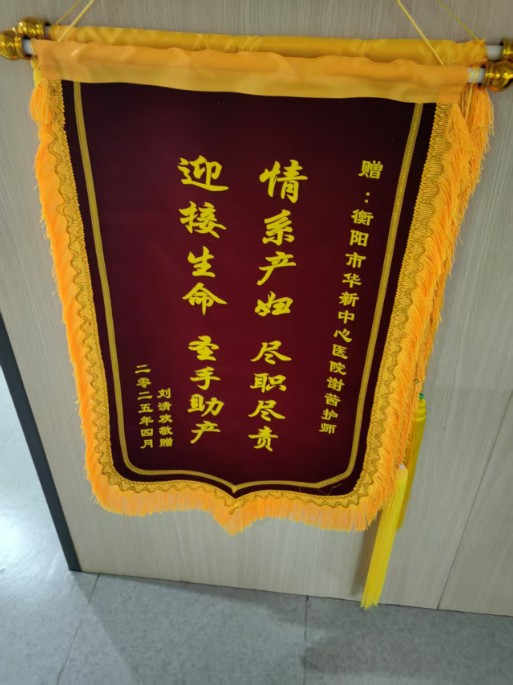 赠：衡阳市华新中心医院谢茜护师
情系产妇 尽职尽责
迎接生命 圣手助产
刘清欢敬赠
二零二五年四月